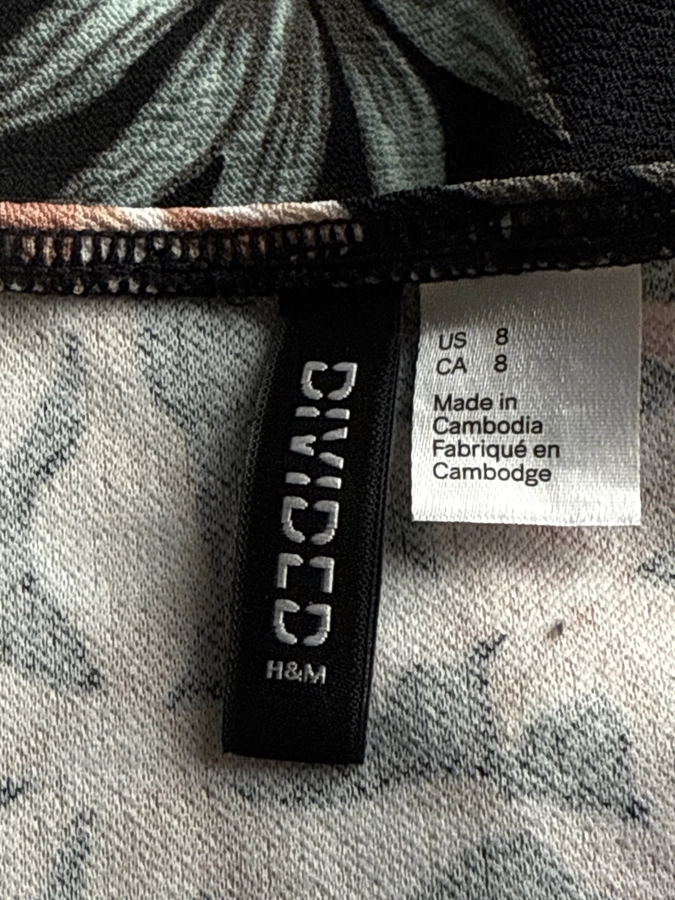 DIVIDED
H&M
US 8
CA 8
Made in
Cambodia
Fabriqué en
Cambodge